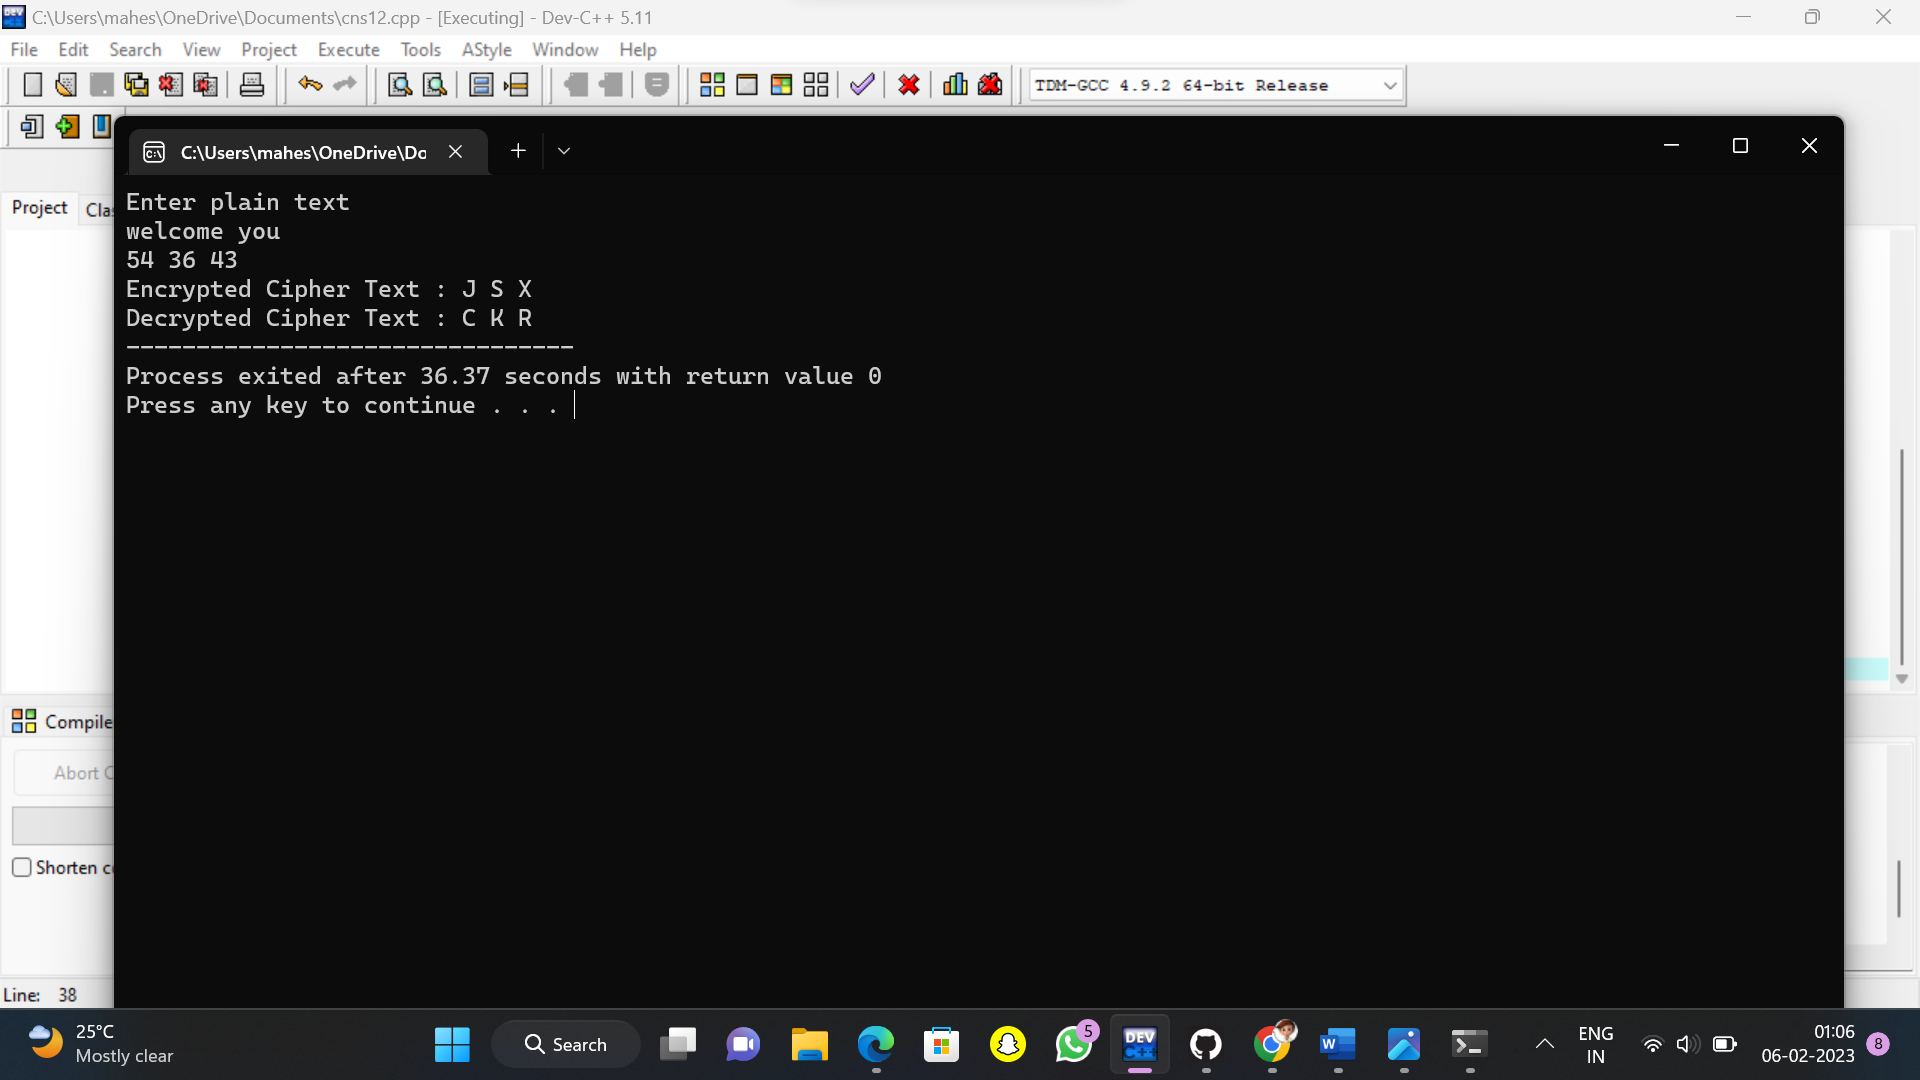 C:\Users\mahes\OneDrive\Documents\cns12.cpp - [Executing] - Dev-C++ 5.11
File Edit Search View Project Execute Tools AStyle Window Help
TDM-GCC 4.9.2 64-bit Release
C:\Users\mahes\OneDrive\Do
Project Clas
Enter plain text
welcome you
54 36 43
Encrypted Cipher Text : J S X
Decrypted Cipher Text : C K R
--------------------------------
Process exited after 36.37 seconds with return value 0
Press any key to continue . . .
Compile
Abort C
Shorten co
Line: 38
25°C
Mostly clear
Search
5
DEV
C++
ENG
IN
01:06
06-02-2023
8